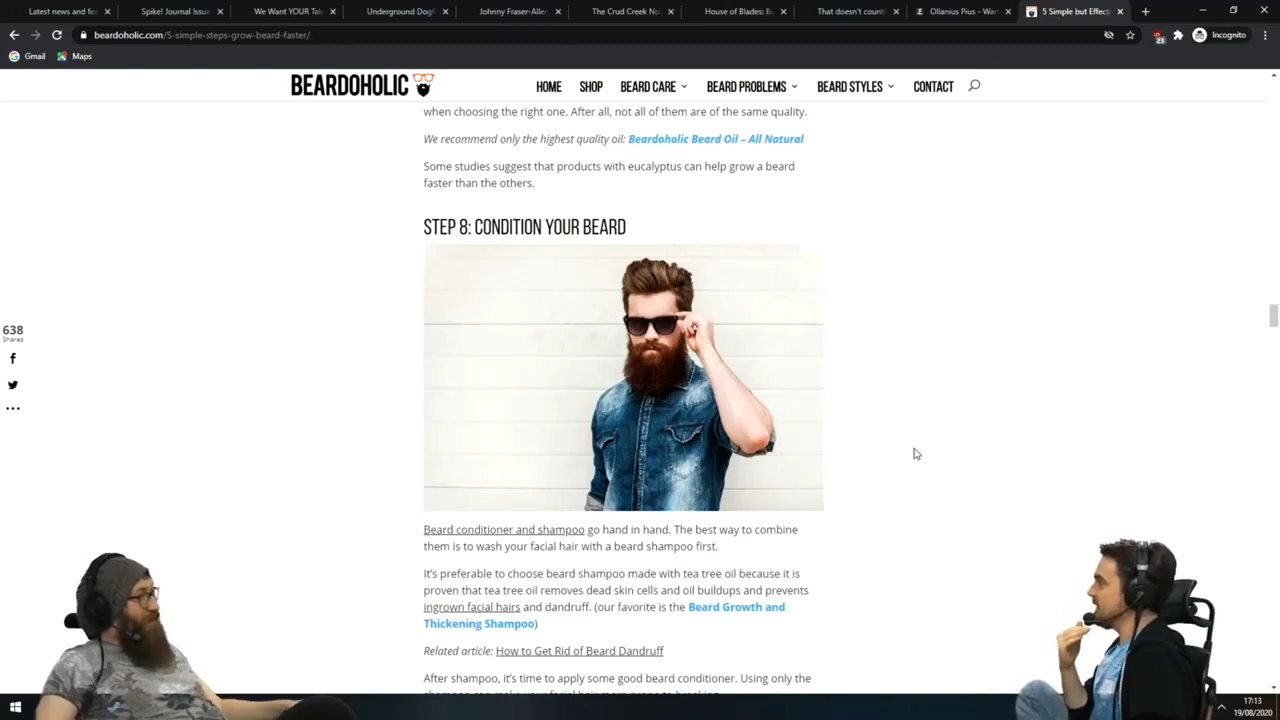 Latest news and fe
Spike! Journal Issue
We Want YOUR Tale
Underground Dogf
Johnny Fraser-Allen
The Crud Creek No
House of Blades: B
That doesn't count
Ollanius Pius - War
5 Simple but Effect
beardoholic.com/5-simple-steps-grow-beard-faster/
21
Incognito
Gmail
Maps
BEARDOHOLIC
HOME
SHOP
BEARD CARE
BEARD PROBLEMS
BEARD STYLES
CONTACT
when choosing the right one. After all, not all of them are of the same quality.
We recommend only the highest quality oil: Beardoholic Beard Oil – All Natural
Some studies suggest that products with eucalyptus can help grow a beard
faster than the others.
STEP 8: CONDITION YOUR BEARD
638
Shares
Beard conditioner and shampoo go hand in hand. The best way to combine
them is to wash your facial hair with a beard shampoo first.
It's preferable to choose beard shampoo made with tea tree oil because it is
proven that tea tree oil removes dead skin cells and oil buildups and prevents
ingrown facial hairs and dandruff. (our favorite is the Beard Growth and
Thickening Shampoo)
Related article: How to Get Rid of Beard Dandruff
After shampoo, it's time to apply some good beard conditioner. Using only the
17:13
19/08/2020